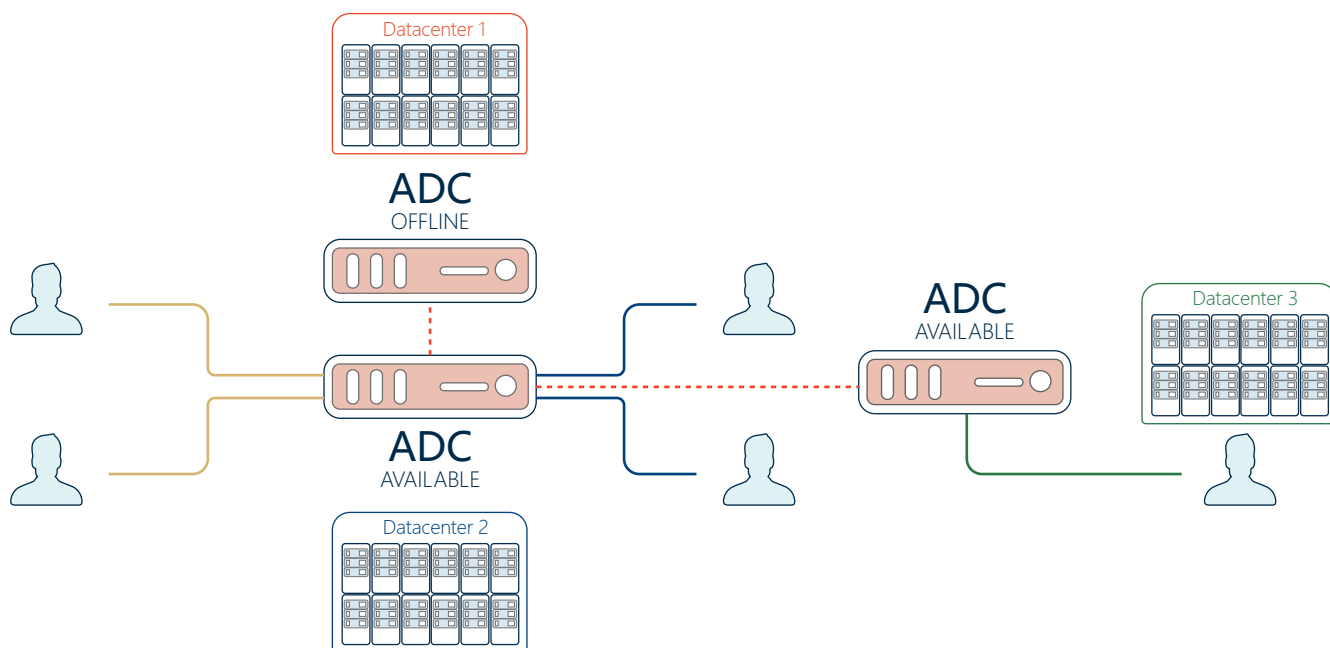 Datacenter 1
ADC
OFFLINE
ADC
AVAILABLE
Datacenter 3
ADC
AVAILABLE
Datacenter 2